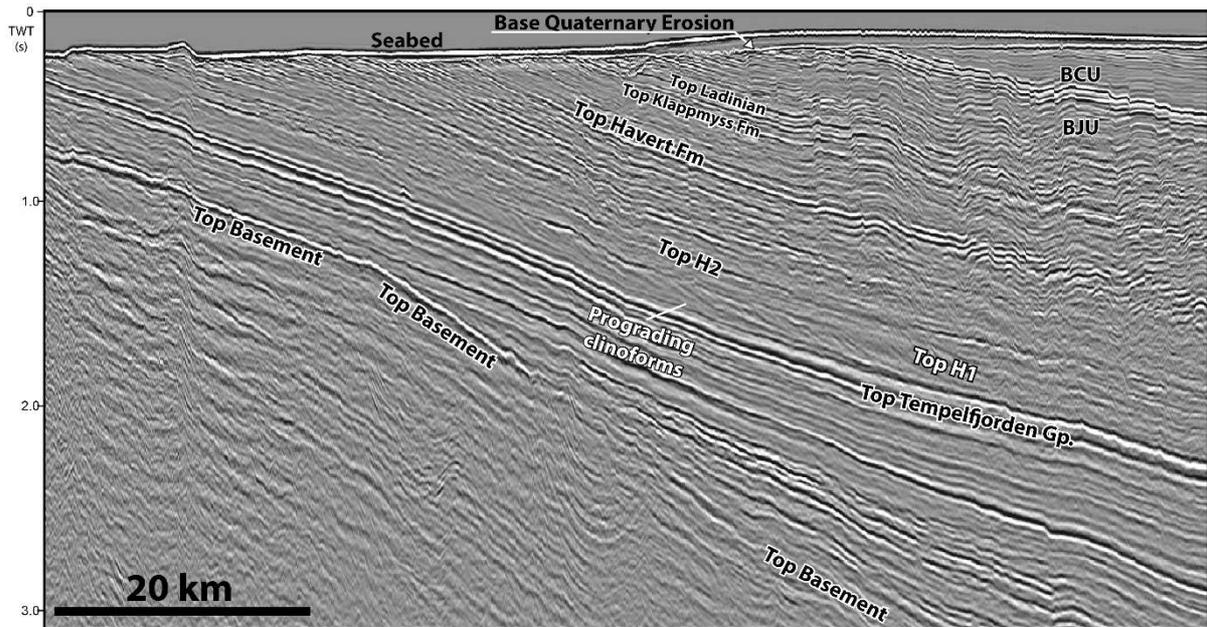 0
TWT
(s)
Base Quaternary Erosion
Seabed
BCU
Top Ladinian
Top Klappmyss Fm
BJU
Top Havert Fm
1.0
Top Basement
Top H2
Top Basement
Prograding
clinoforms
Top H1
Top Tempelfjorden Gp.
2.0
Top Basement
20 km
3.0